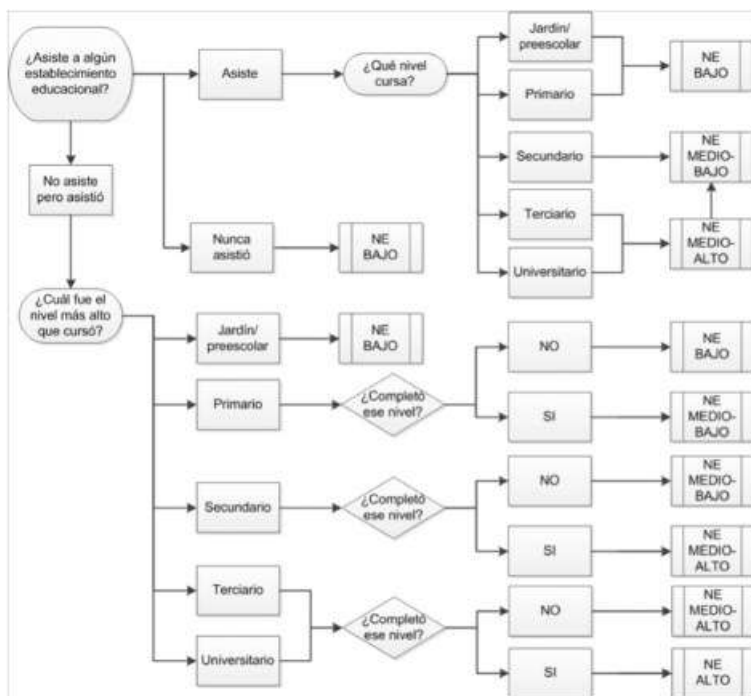 ¿Asiste a algún
establecimiento
educacional?
Asiste
¿Qué nivel
cursa?
Jardín/
preescolar
Primario
NE
BAJO
Secundario
NE
MEDIO-
BAJO
Terciario
Universitario
NE
MEDIO-
ALTO
No asiste
pero asistió
Nunca
asistió
NE
BAJO
¿Cuál fue el
nivel más alto
que cursó?
Jardín/
preescolar
NE
BAJO
Primario
¿Completó
ese nivel?
NO
NE
BAJO
SI
NE
MEDIO-
BAJO
Secundario
¿Completó
ese nivel?
NO
NE
MEDIO-
BAJO
SI
NE
MEDIO-
ALTO
Terciario
Universitario
¿Completó
ese nivel?
NO
NE
MEDIO-
ALTO
SI
NE
ALTO